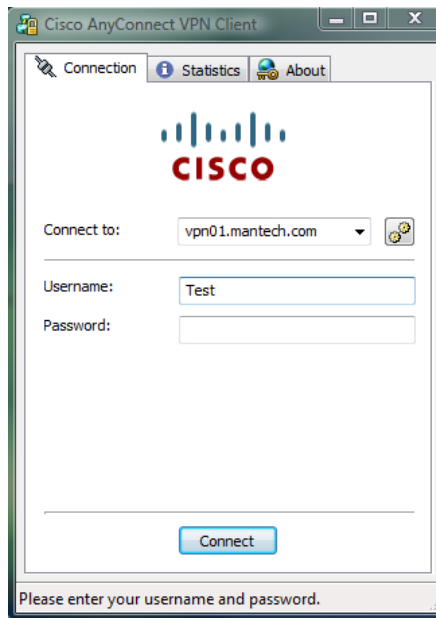 Cisco AnyConnect VPN Client
Connection Statistics About
CISCO
Connect to: vpn01.mantech.com
Username: Test
Password:
Connect
Please enter your username and password.